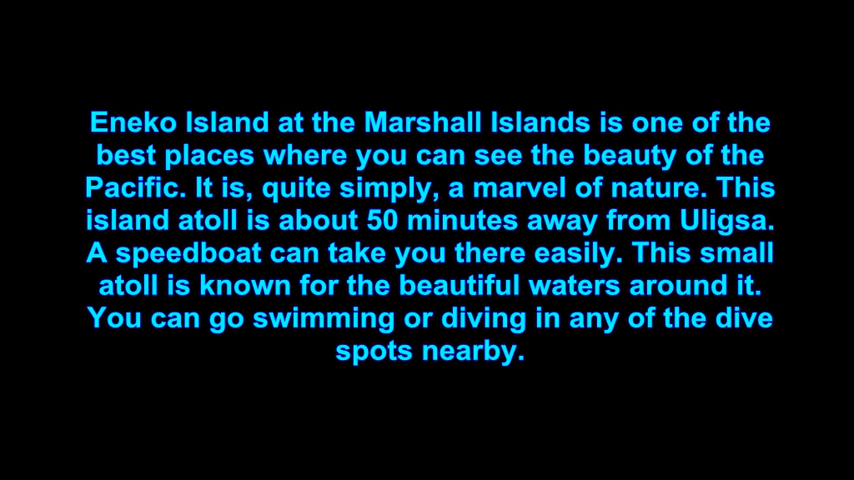 Eneko Island at the Marshall Islands is one of the
best places where you can see the beauty of the
Pacific. It is, quite simply, a marvel of nature. This
island atoll is about 50 minutes away from Uligsa.
A speedboat can take you there easily. This small
atoll is known for the beautiful waters around it.
You can go swimming or diving in any of the dive
spots nearby.